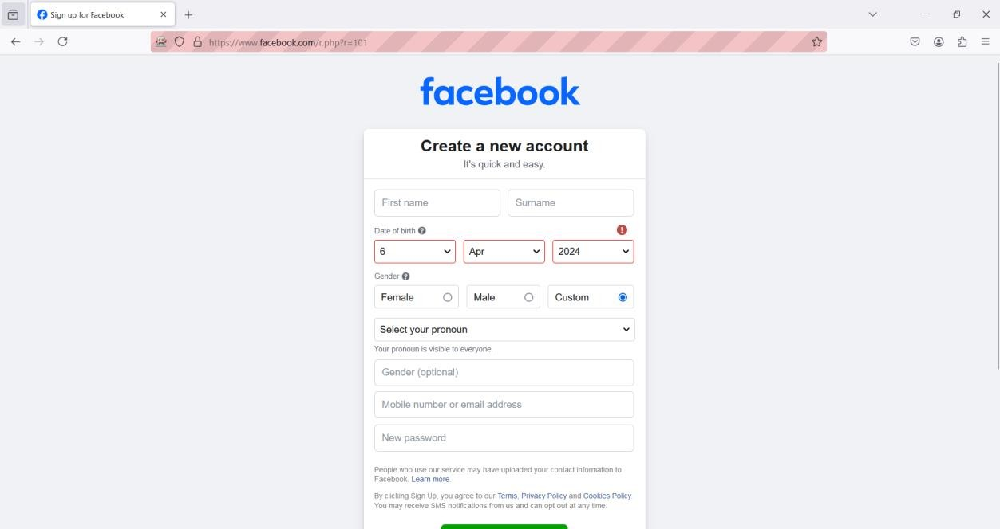 Sign up for Facebook
https://www.facebook.com/r.php?r=101
facebook
Create a new account
It's quick and easy.
First name Surname
Date of birth ?
6 Apr 2024
Gender ?
Female Male Custom
Select your pronoun
Your pronoun is visible to everyone.
Gender (optional)
Mobile number or email address
New password
People who use our service may have uploaded your contact information to
Facebook. Learn more.
By clicking Sign Up, you agree to our Terms, Privacy Policy and Cookies Policy.
You may receive SMS notifications from us and can opt out at any time.